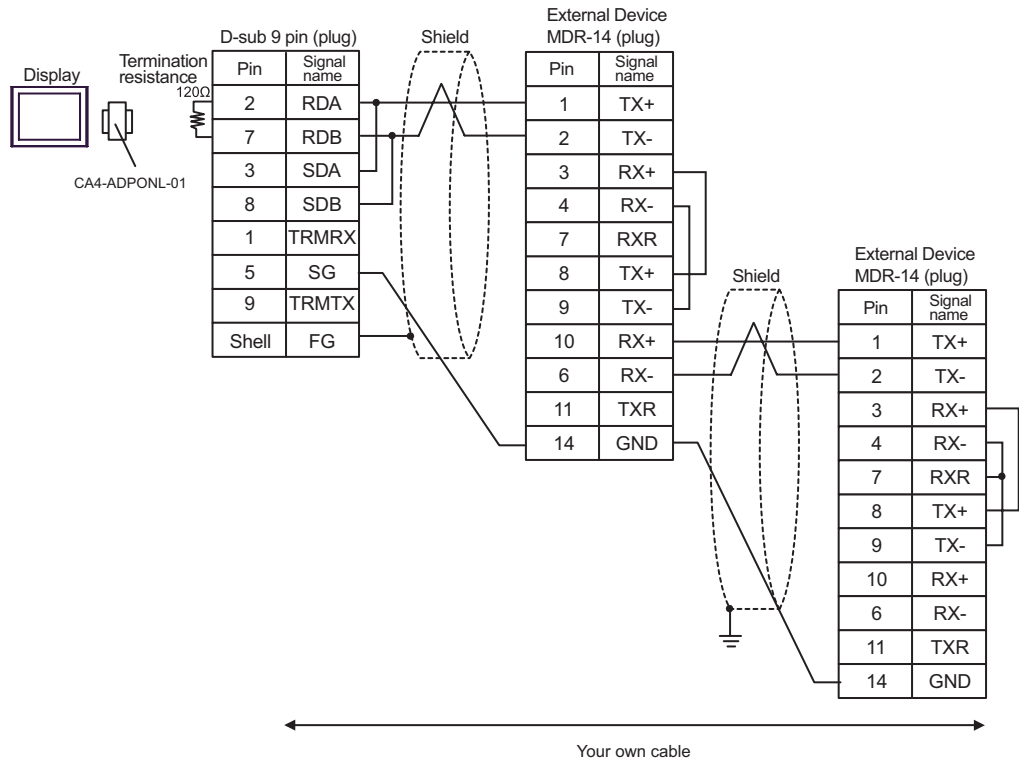 Display
CA4-ADPONL-01
Termination
resistance
120Ω
D-sub 9 pin (plug)
Pin Signal name
2 RDA
7 RDB
3 SDA
8 SDB
1 TRMRX
5 SG
9 TRMTX
Shell FG
Shield
External Device
MDR-14 (plug)
Pin Signal name
1 TX+
2 TX-
3 RX+
4 RX-
7 RXR
8 TX+
9 TX-
10 RX+
6 RX-
11 TXR
14 GND
Shield
External Device
MDR-14 (plug)
Pin Signal name
1 TX+
2 TX-
3 RX+
4 RX-
7 RXR
8 TX+
9 TX-
10 RX+
6 RX-
11 TXR
14 GND
Your own cable